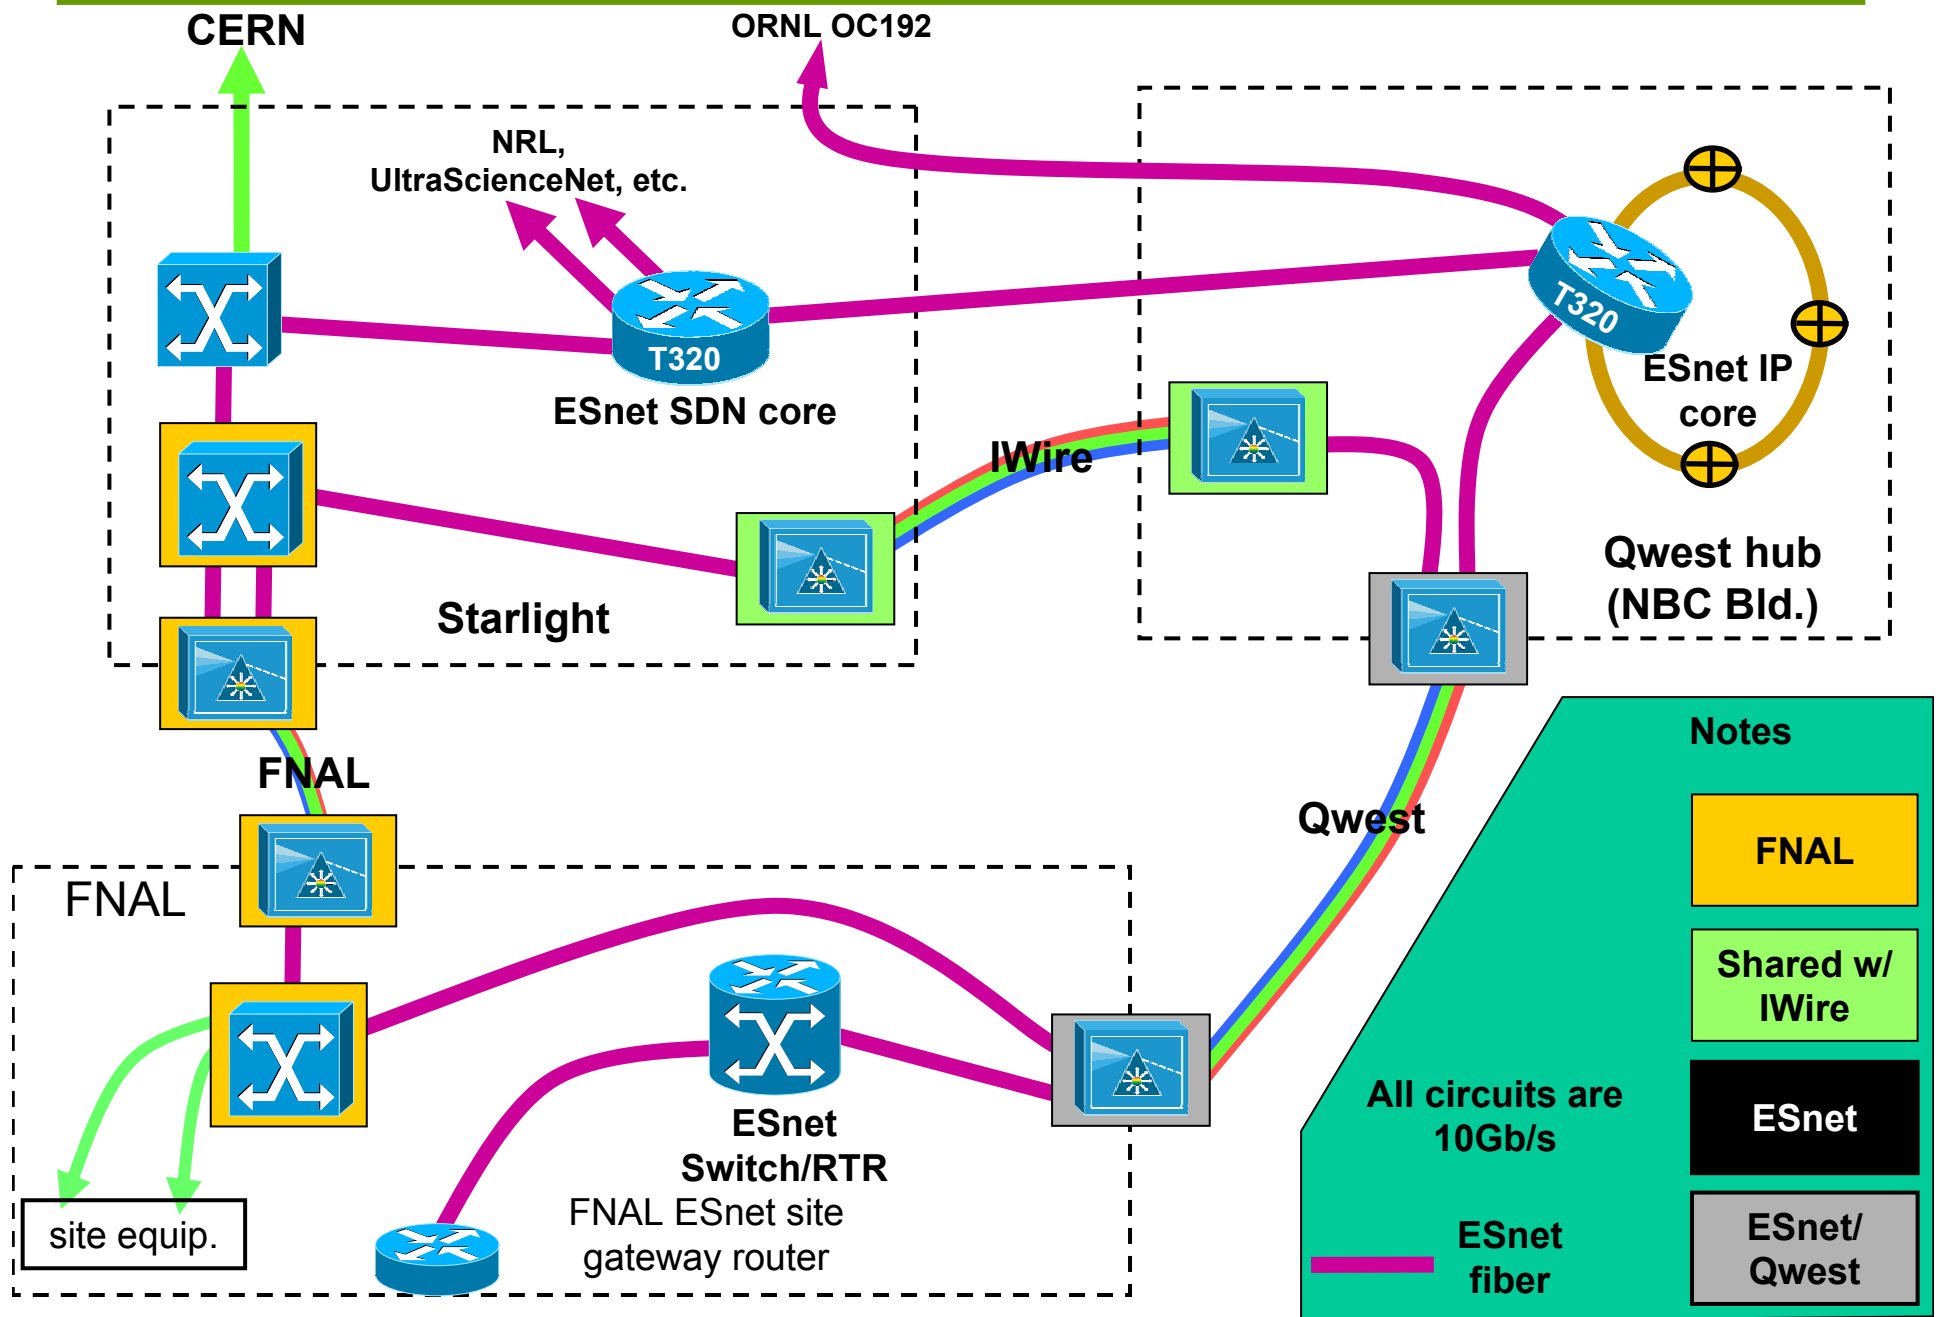 CERN
ORNL OC192
NRL,
UltraScienceNet, etc.
T320
ESnet SDN core
T320
ESnet IP
core
IWire
Starlight
Qwest hub
(NBC Bld.)
FNAL
Qwest
FNAL
ESnet
Switch/RTR
FNAL ESnet site
gateway router
site equip.
Notes
FNAL
Shared w/
IWire
All circuits are
10Gb/s
ESnet
ESnet
fiber
ESnet/
Qwest